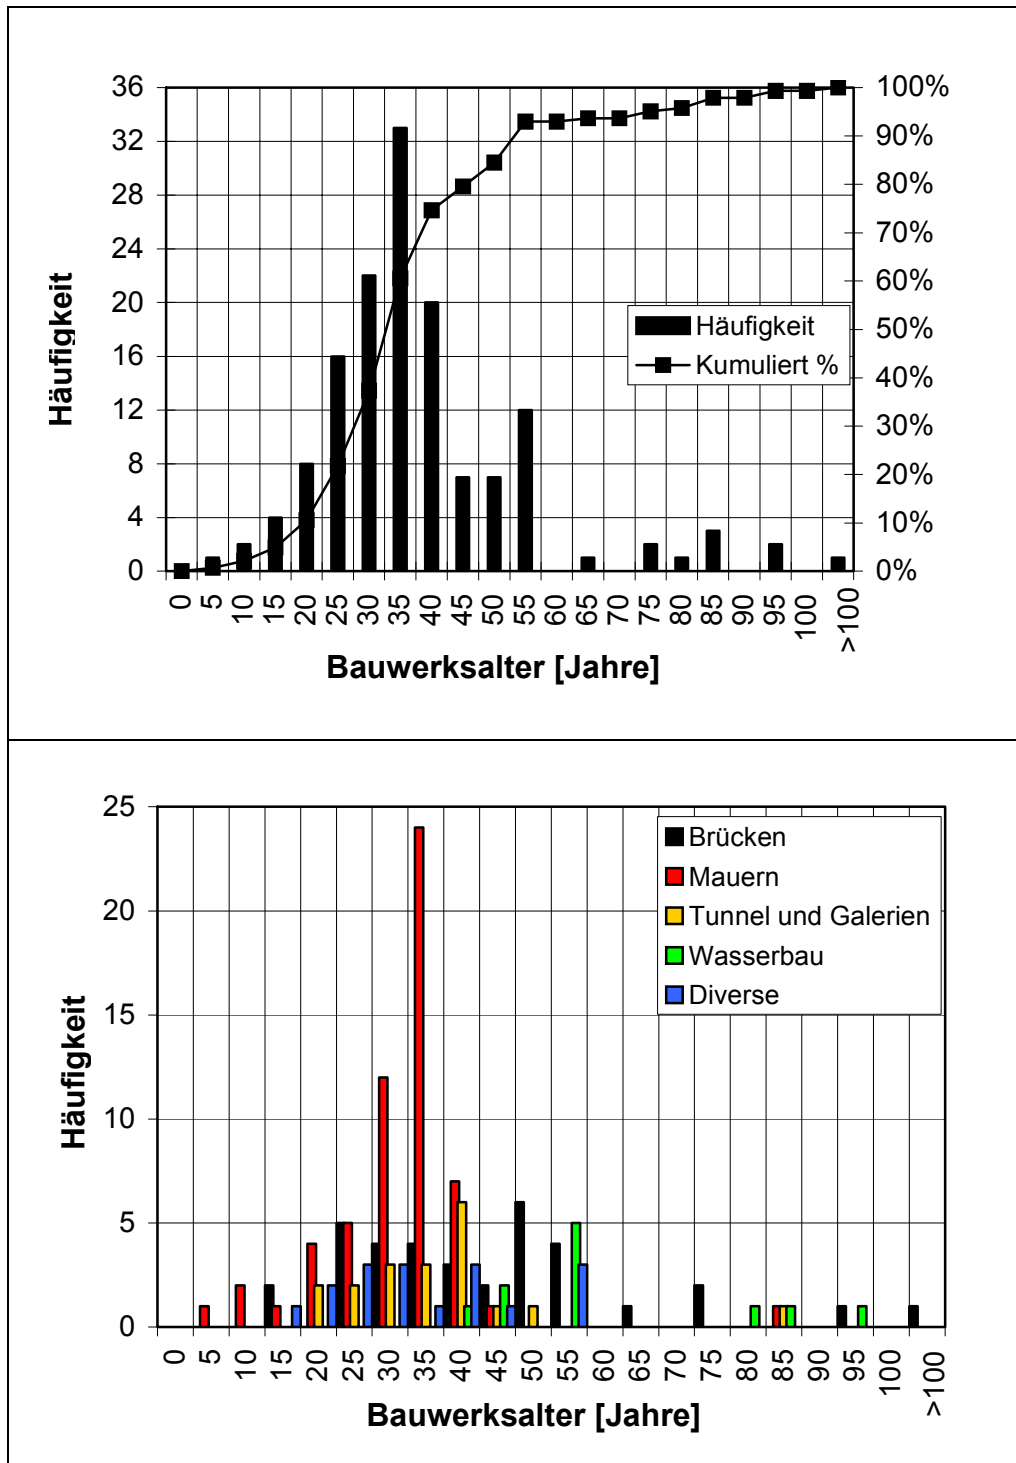 36
32
28
24
20
16
12
8
4
0
100%
90%
80%
70%
60%
50%
40%
30%
20%
10%
0%
Häufigkeit
Häufigkeit
Kumuliert %
0 5 10 15 20 25 30 35 40 45 50 55 60 65 70 75 80 85 90 95 100 >100
Bauwerksalter [Jahre]
25
20
15
10
5
0
Häufigkeit
Brücken
Mauern
Tunnel und Galerien
Wasserbau
Diverse
0 5 10 15 20 25 30 35 40 45 50 55 60 65 70 75 80 85 90 95 100 >100
Bauwerksalter [Jahre]